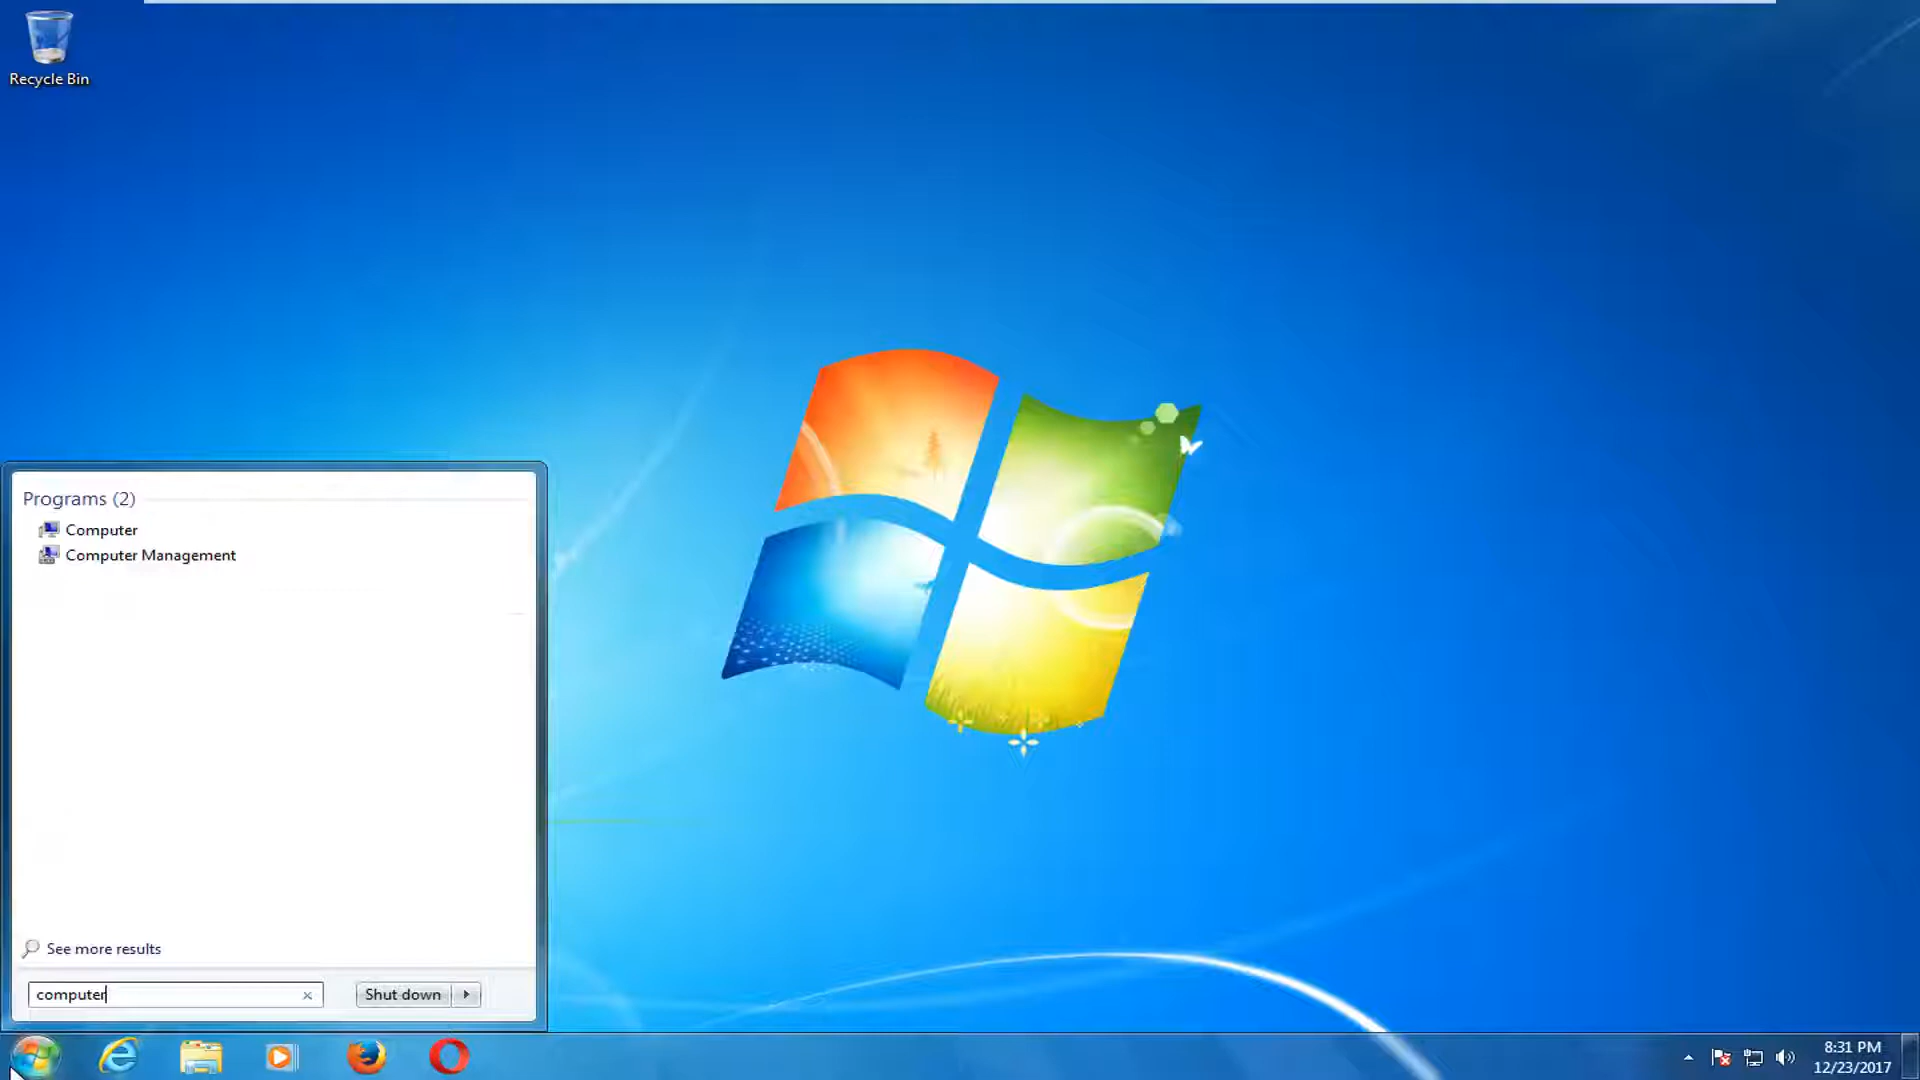 Recycle Bin
Programs (2)
Computer
Computer Management
See more results
computer
Shut down
8:31 PM
12/23/2017